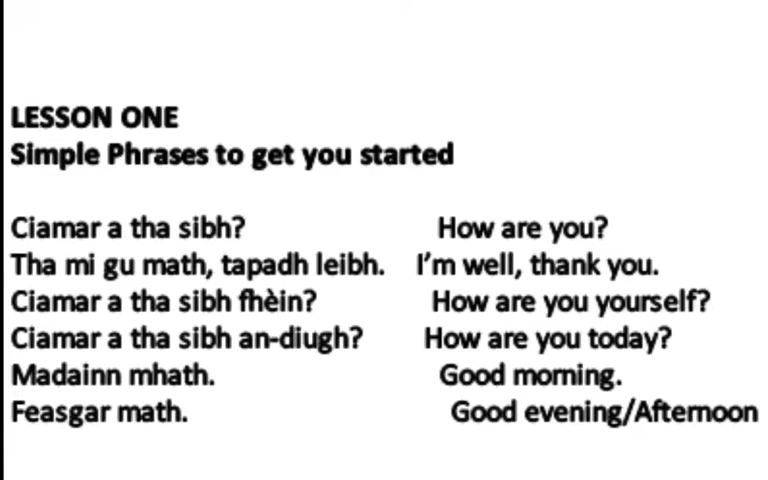 LESSON ONE
Simple Phrases to get you started
Ciamar a tha sibh? How are you?
Tha mi gu math, tapadh leibh. I'm well, thank you.
Ciamar a tha sibh fhèin? How are you yourself?
Ciamar a tha sibh an-diugh? How are you today?
Madainn mhath. Good morning.
Feasgar math. Good evening/Afternoon